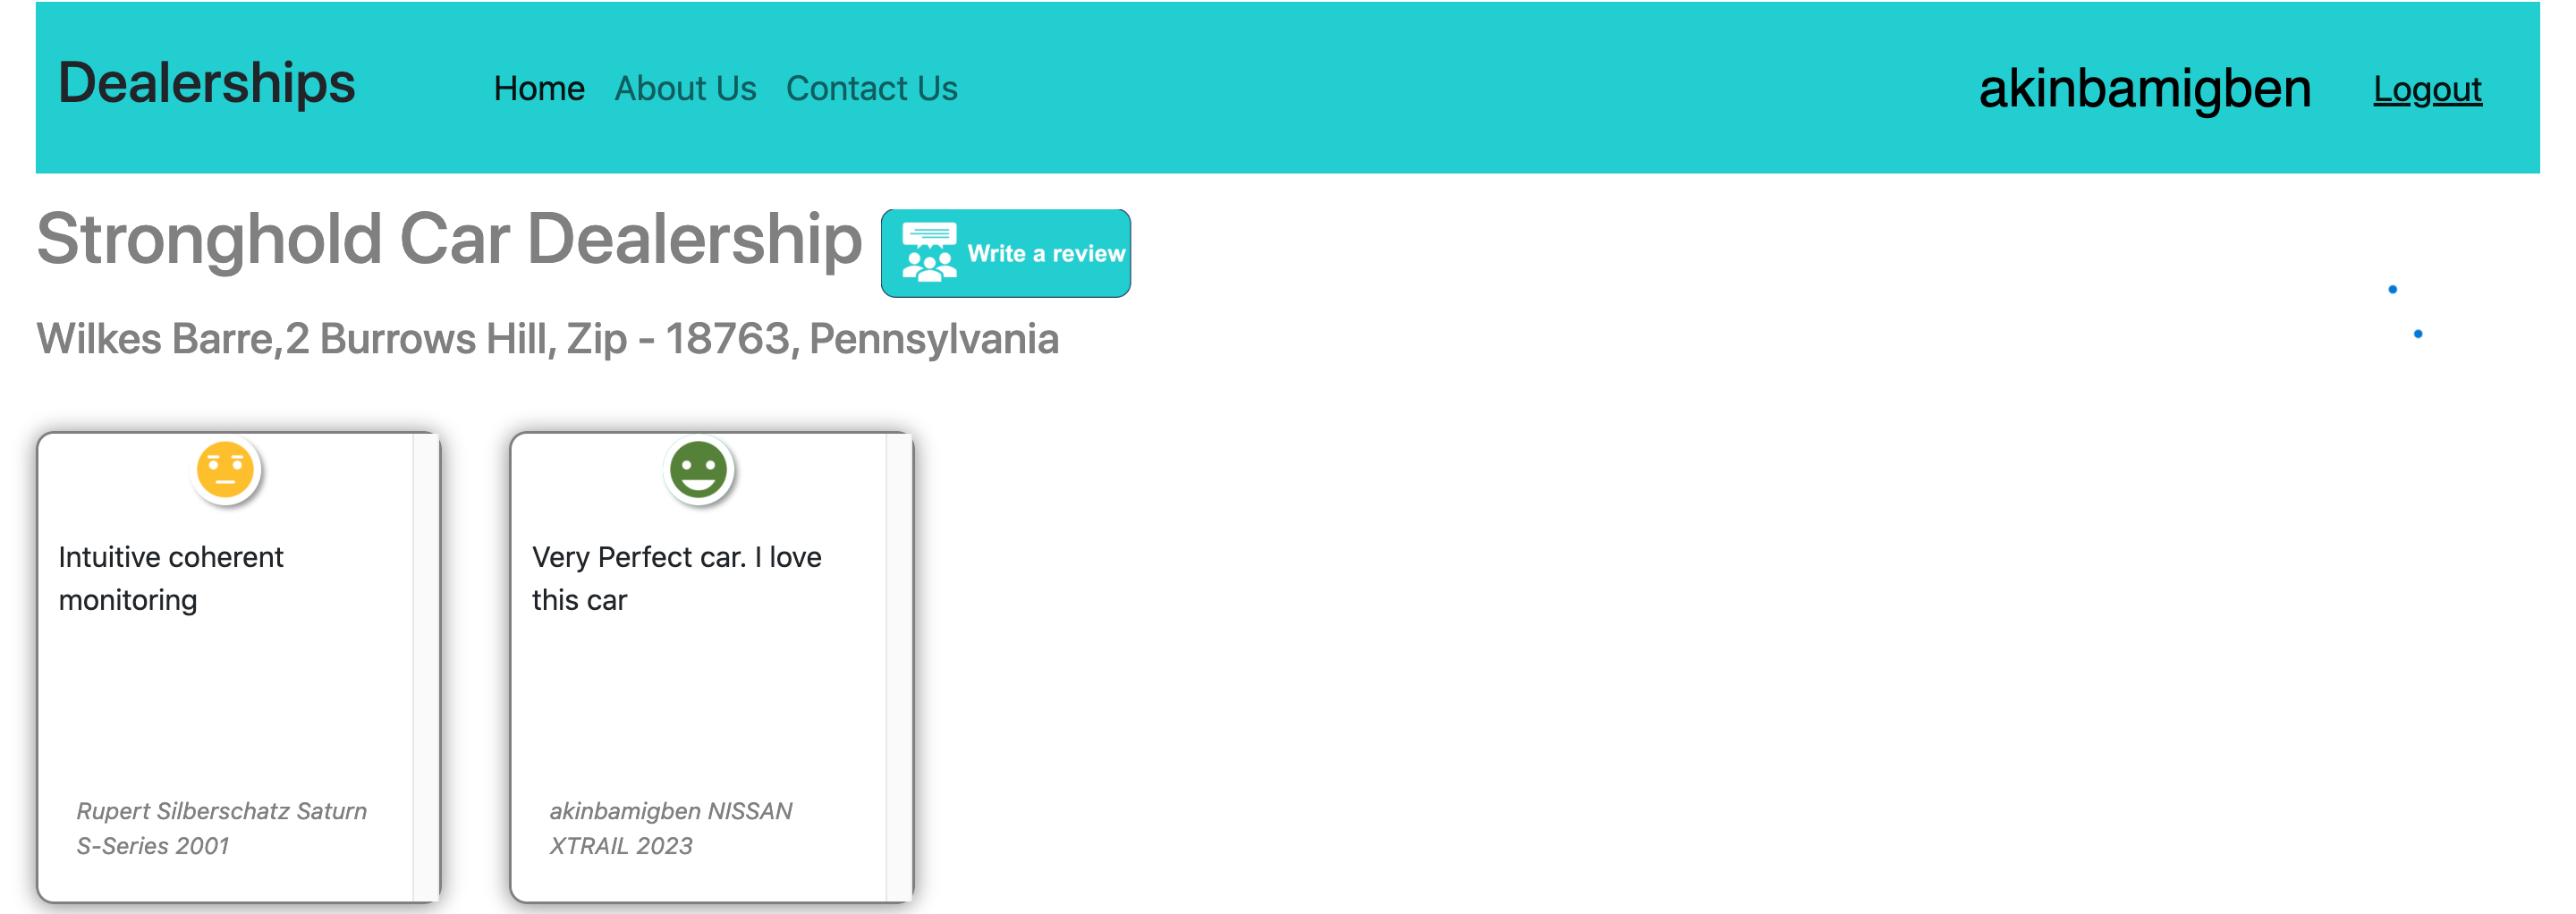 Dealerships
Home About Us Contact Us
akinbamigben Logout
Stronghold Car Dealership
Write a review
Wilkes Barre,2 Burrows Hill, Zip - 18763, Pennsylvania
Intuitive coherent
monitoring
Rupert Silberschatz Saturn
S-Series 2001
Very Perfect car. I love
this car
akinbamigben NISSAN
XTRAIL 2023